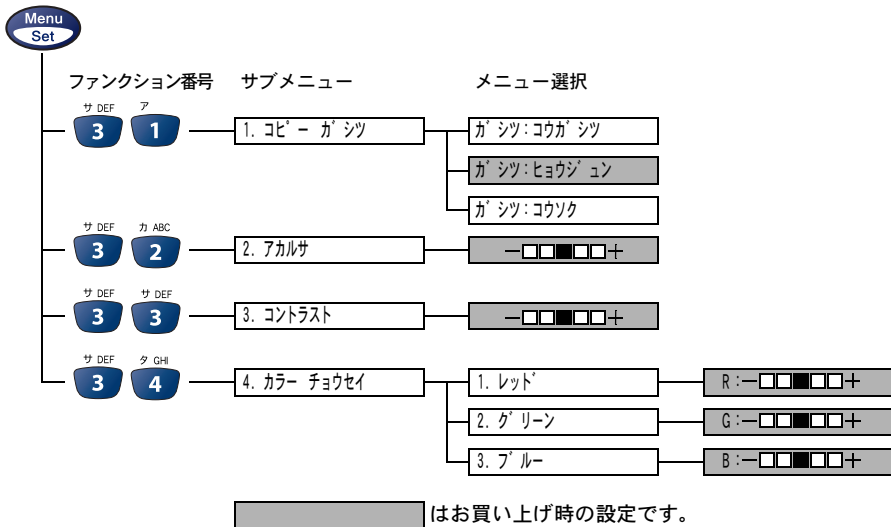 Menu
Set
ファンクション番号 サブメニュー メニュー選択
サ DEF ア
3 1 1. コピー ガシツ ガシツ:コウガシツ
ガシツ:ヒョウジュン
ガシツ:コウソク
サ DEF カ ABC
3 2 2. アカルサ -□□■□□+
サ DEF サ DEF
3 3 3. コントラスト -□□■□□+
サ DEF タ GHI
3 4 4. カラー チョウセイ 1. レッド R:-□□■□□+
2. グリーン G:-□□■□□+
3. ブルー B:-□□■□□+
はお買い上げ時の設定です。